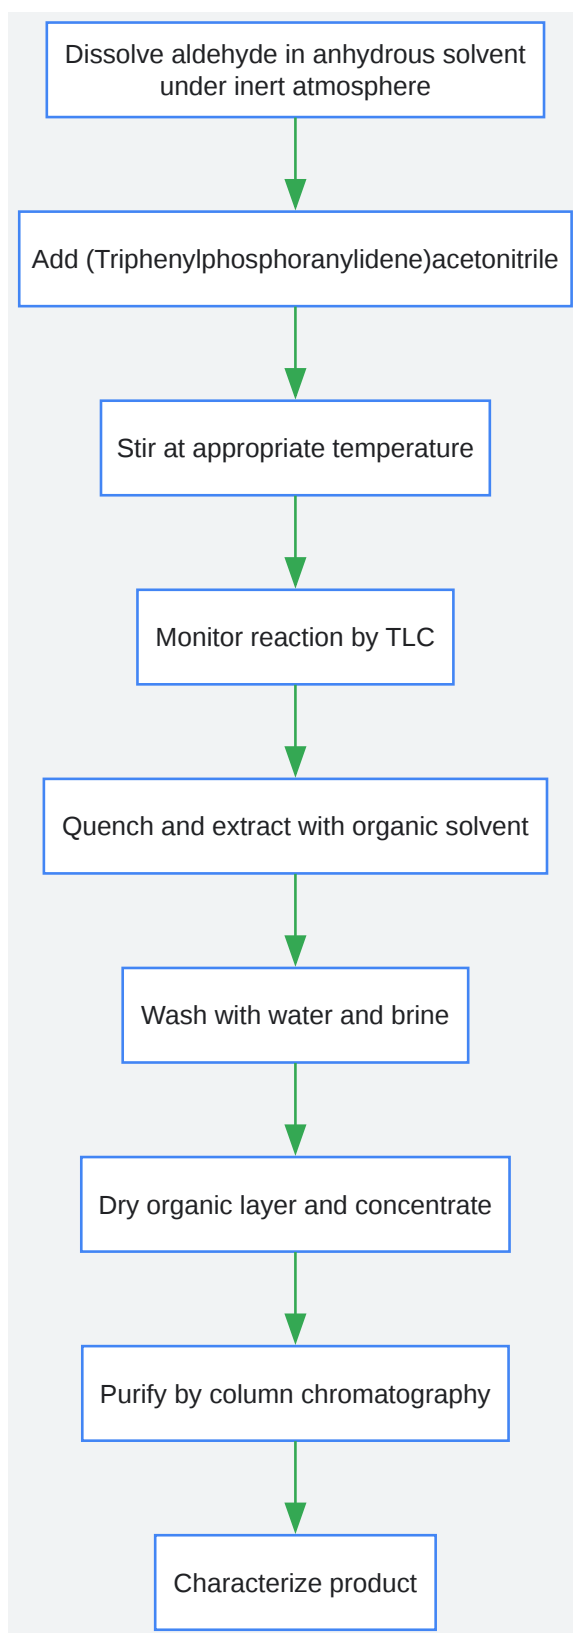 Dissolve aldehyde in anhydrous solvent
under inert atmosphere
Add (Triphenylphosphoranylidene)acetonitrile
Stir at appropriate temperature
Monitor reaction by TLC
Quench and extract with organic solvent
Wash with water and brine
Dry organic layer and concentrate
Purify by column chromatography
Characterize product